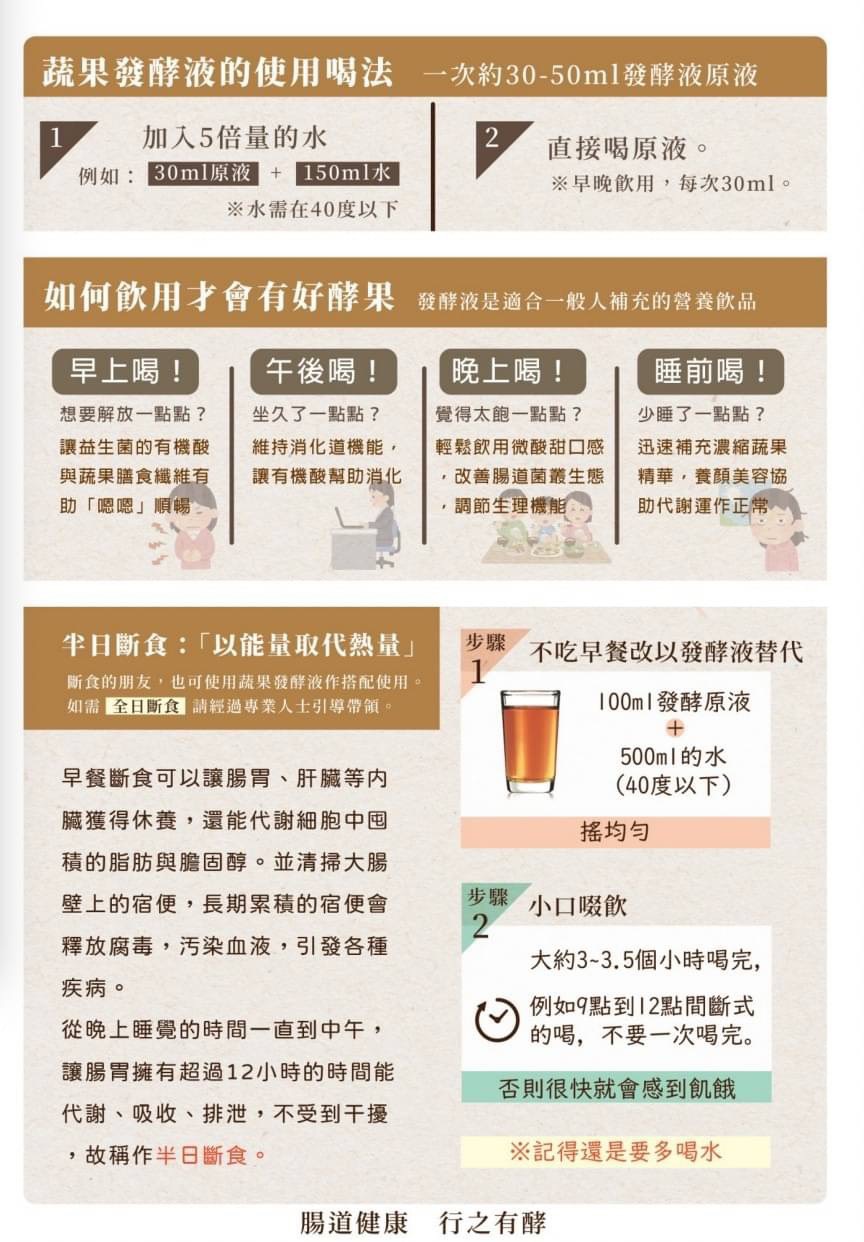 蔬果發酵液的使用喝法 一次約30-50ml發酵液原液
1
加入5倍量的水
例如： 30ml原液 + 150ml水
※水需在40度以下
2
直接喝原液。
※早晚飲用，每次30ml。
如何飲用才會有好酵果 發酵液是適合一般人補充的營養飲品
早上喝！
想要解放一點點？
讓益生菌的有機酸
與蔬果膳食纖維有
助「嗯嗯」順暢
午後喝！
坐久了一點點？
維持消化道機能，
讓有機酸幫助消化
晚上喝！
覺得太飽一點點？
輕鬆飲用微酸甜口感
，改善腸道菌叢生態
，調節生理機能
睡前喝！
少睡了一點點？
迅速補充濃縮蔬果
精華，養顏美容協
助代謝運作正常
半日斷食：「以能量取代熱量」
斷食的朋友，也可使用蔬果發酵液作搭配使用。
如需 全日斷食 請經過專業人士引導帶領。
早餐斷食可以讓腸胃、肝臟等内
臟獲得休養，還能代謝細胞中囤
積的脂肪與膽固醇。並清掃大腸
壁上的宿便，長期累積的宿便會
釋放腐毒，汚染血液，引發各種
疾病。
從晚上睡覺的時間一直到中午，
讓腸胃擁有超過12小時的時間能
代謝、吸收、排泄，不受到干擾
，故稱作半日斷食。
步驟
1
不吃早餐改以發酵液替代
100ml發酵原液
+
500ml的水
（40度以下）
搖均勻
步驟
2
小口啜飲
大約3~3.5個小時喝完，
例如9點到12點間斷式
的喝，不要一次喝完。
否則很快就會感到飢餓
※記得還是要多喝水
腸道健康 行之有酵